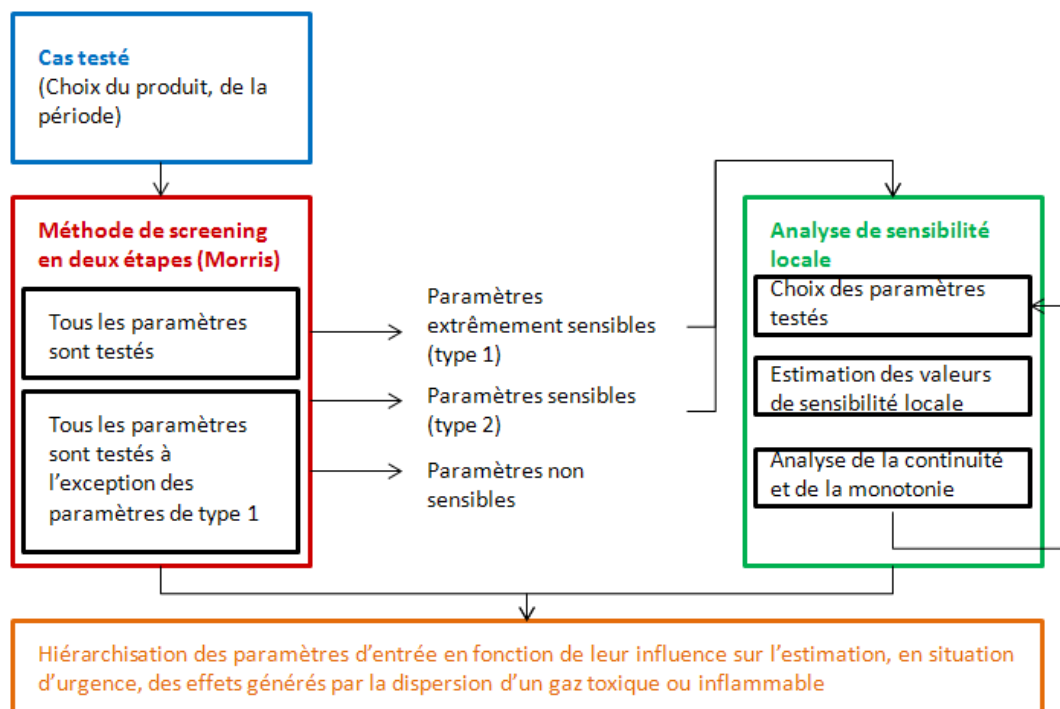 Cas testé
(Choix du produit, de la
période)
Méthode de screening
en deux étapes (Morris)
Tous les paramètres
sont testés
Tous les paramètres
sont testés à
l’exception des
paramètres de type 1
Paramètres
extrêmement sensibles
(type 1)
Paramètres sensibles
(type 2)
Paramètres non
sensibles
Analyse de sensibilité
locale
Choix des paramètres
testés
Estimation des valeurs
de sensibilité locale
Analyse de la continuité
et de la monotonie
Hiérarchisation des paramètres d’entrée en fonction de leur influence sur l’estimation, en situation
d’urgence, des effets générés par la dispersion d’un gaz toxique ou inflammable